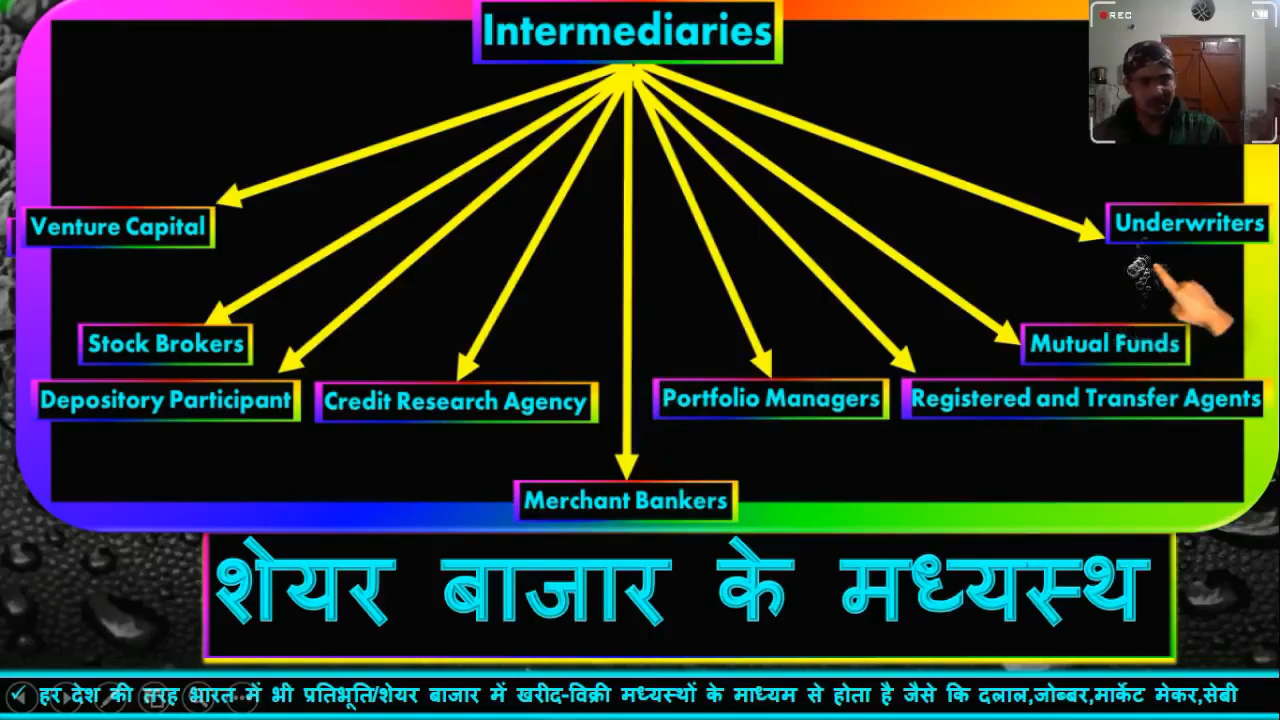 Intermediaries
REC
Venture Capital
Underwriters
Stock Brokers
Mutual Funds
Depository Participant
Credit Research Agency
Portfolio Managers
Registered and Transfer Agents
Merchant Bankers
शेयर बाजार के मध्यस्थ
✓ हर देश की तरह भारत में भी प्रतिभूति/शेयर बाजार में खरीद-विक्री मध्यस्थों के माध्यम से होता है जैसे कि दलाल,जोब्बर,मार्केट मेकर,सेबी